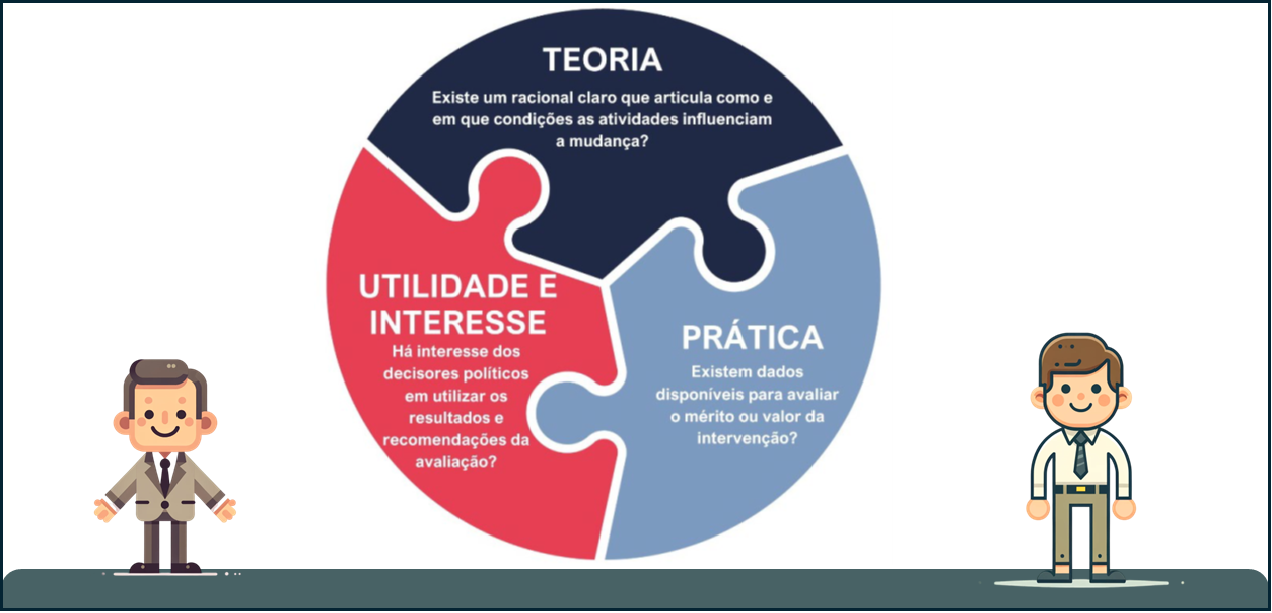 TEORIA
Existe um racional claro que articula como e
em que condições as atividades influenciam
a mudança?
UTILIDADE E
INTERESSE
Há interesse dos
decisores políticos
em utilizar os
resultados e
recomendações da
avaliação?
PRÁTICA
Existem dados
disponíveis para avaliar
o mérito ou valor da
intervenção?